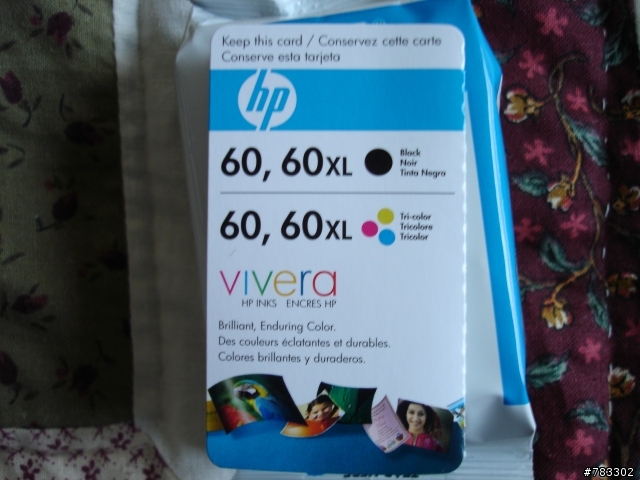 Keep this card / Conservez cette carte
Conserve esta tarjeta
hp
60, 60XL
Black
Noir
Tinta Negra
60, 60XL
Tri-color
Tricolore
Tricolor
vivera
HP INKS ENCRES HP
Brilliant, Enduring Color.
Des couleurs éclatantes et durables.
Colores brillantes y duraderos.
#783302